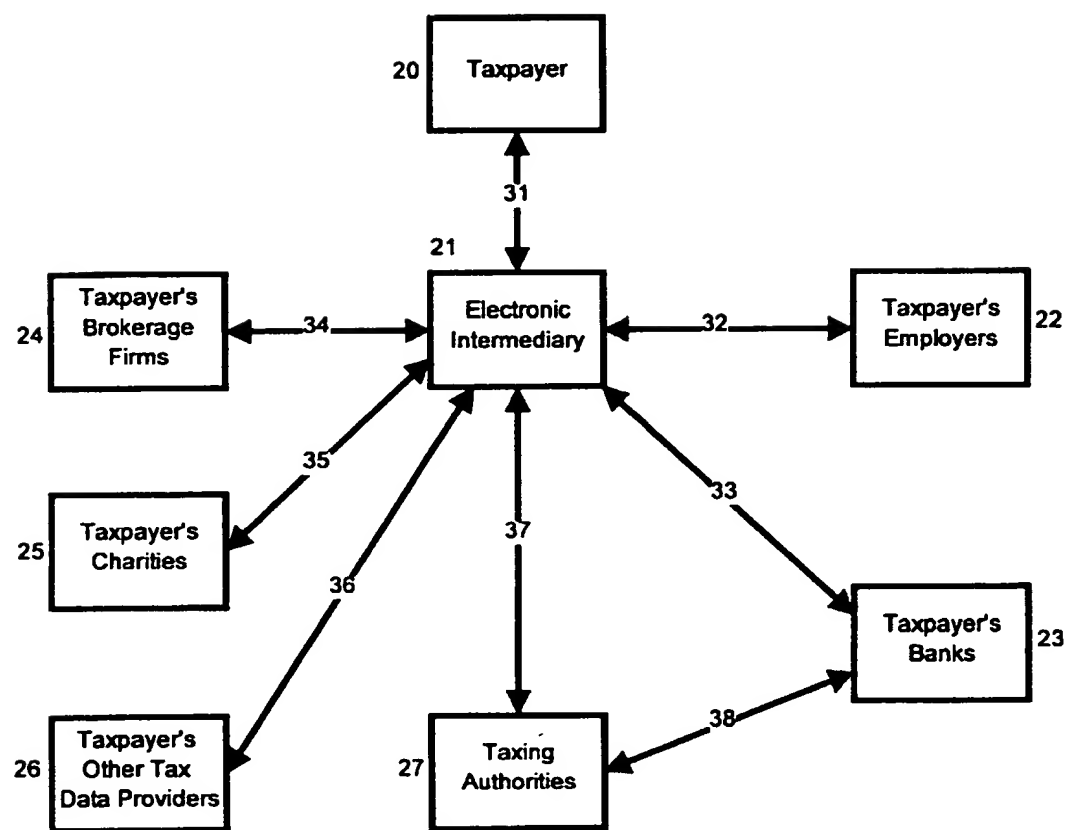 20
Taxpayer
31
21
Electronic
Intermediary
24
Taxpayer's
Brokerage
Firms
34
32
Taxpayer's
Employers
22
35
33
25
Taxpayer's
Charities
37
36
Taxpayer's
Banks
23
38
26
Taxpayer's
Other Tax
Data Providers
27
Taxing
Authorities